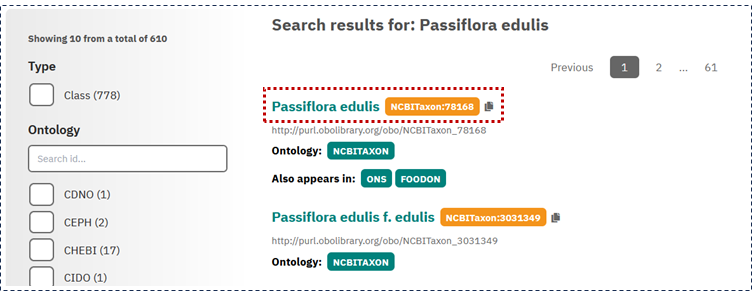 Showing 10 from a total of 610
Type
Class (778)
Ontology
Search id...
CDNO (1)
CEPH (2)
CHEBI (17)
CIDO (1)
Search results for: Passiflora edulis
Previous 1 2 ... 61
Passiflora edulis NCBITaxon:78168
http://purl.obolibrary.org/obo/NCBITaxon_78168
Ontology: NCBITAXON
Also appears in: ONS FOODON
Passiflora edulis f. edulis NCBITaxon:3031349
http://purl.obolibrary.org/obo/NCBITaxon_3031349
Ontology: NCBITAXON